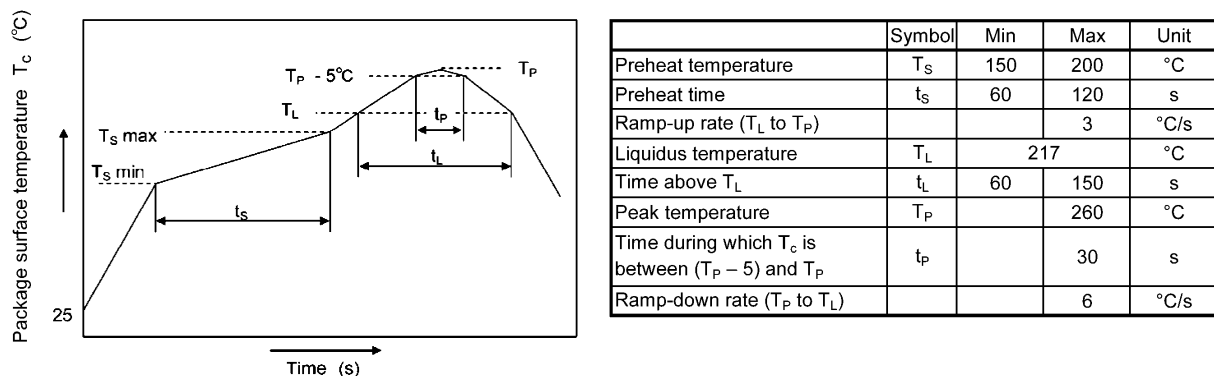 Package surface temperature T_C (°C)
T_P - 5℃
T_P
T_L
t_P
T_S max
t_L
T_S min
t_S
25
Time (s)
Symbol Min Max Unit
Preheat temperature T_S 150 200 °C
Preheat time t_S 60 120 s
Ramp-up rate (T_L to T_P) 3 °C/s
Liquidus temperature T_L 217 °C
Time above T_L t_L 60 150 s
Peak temperature T_P 260 °C
Time during which T_c is
between (T_P – 5) and T_P t_P 30 s
Ramp-down rate (T_P to T_L) 6 °C/s